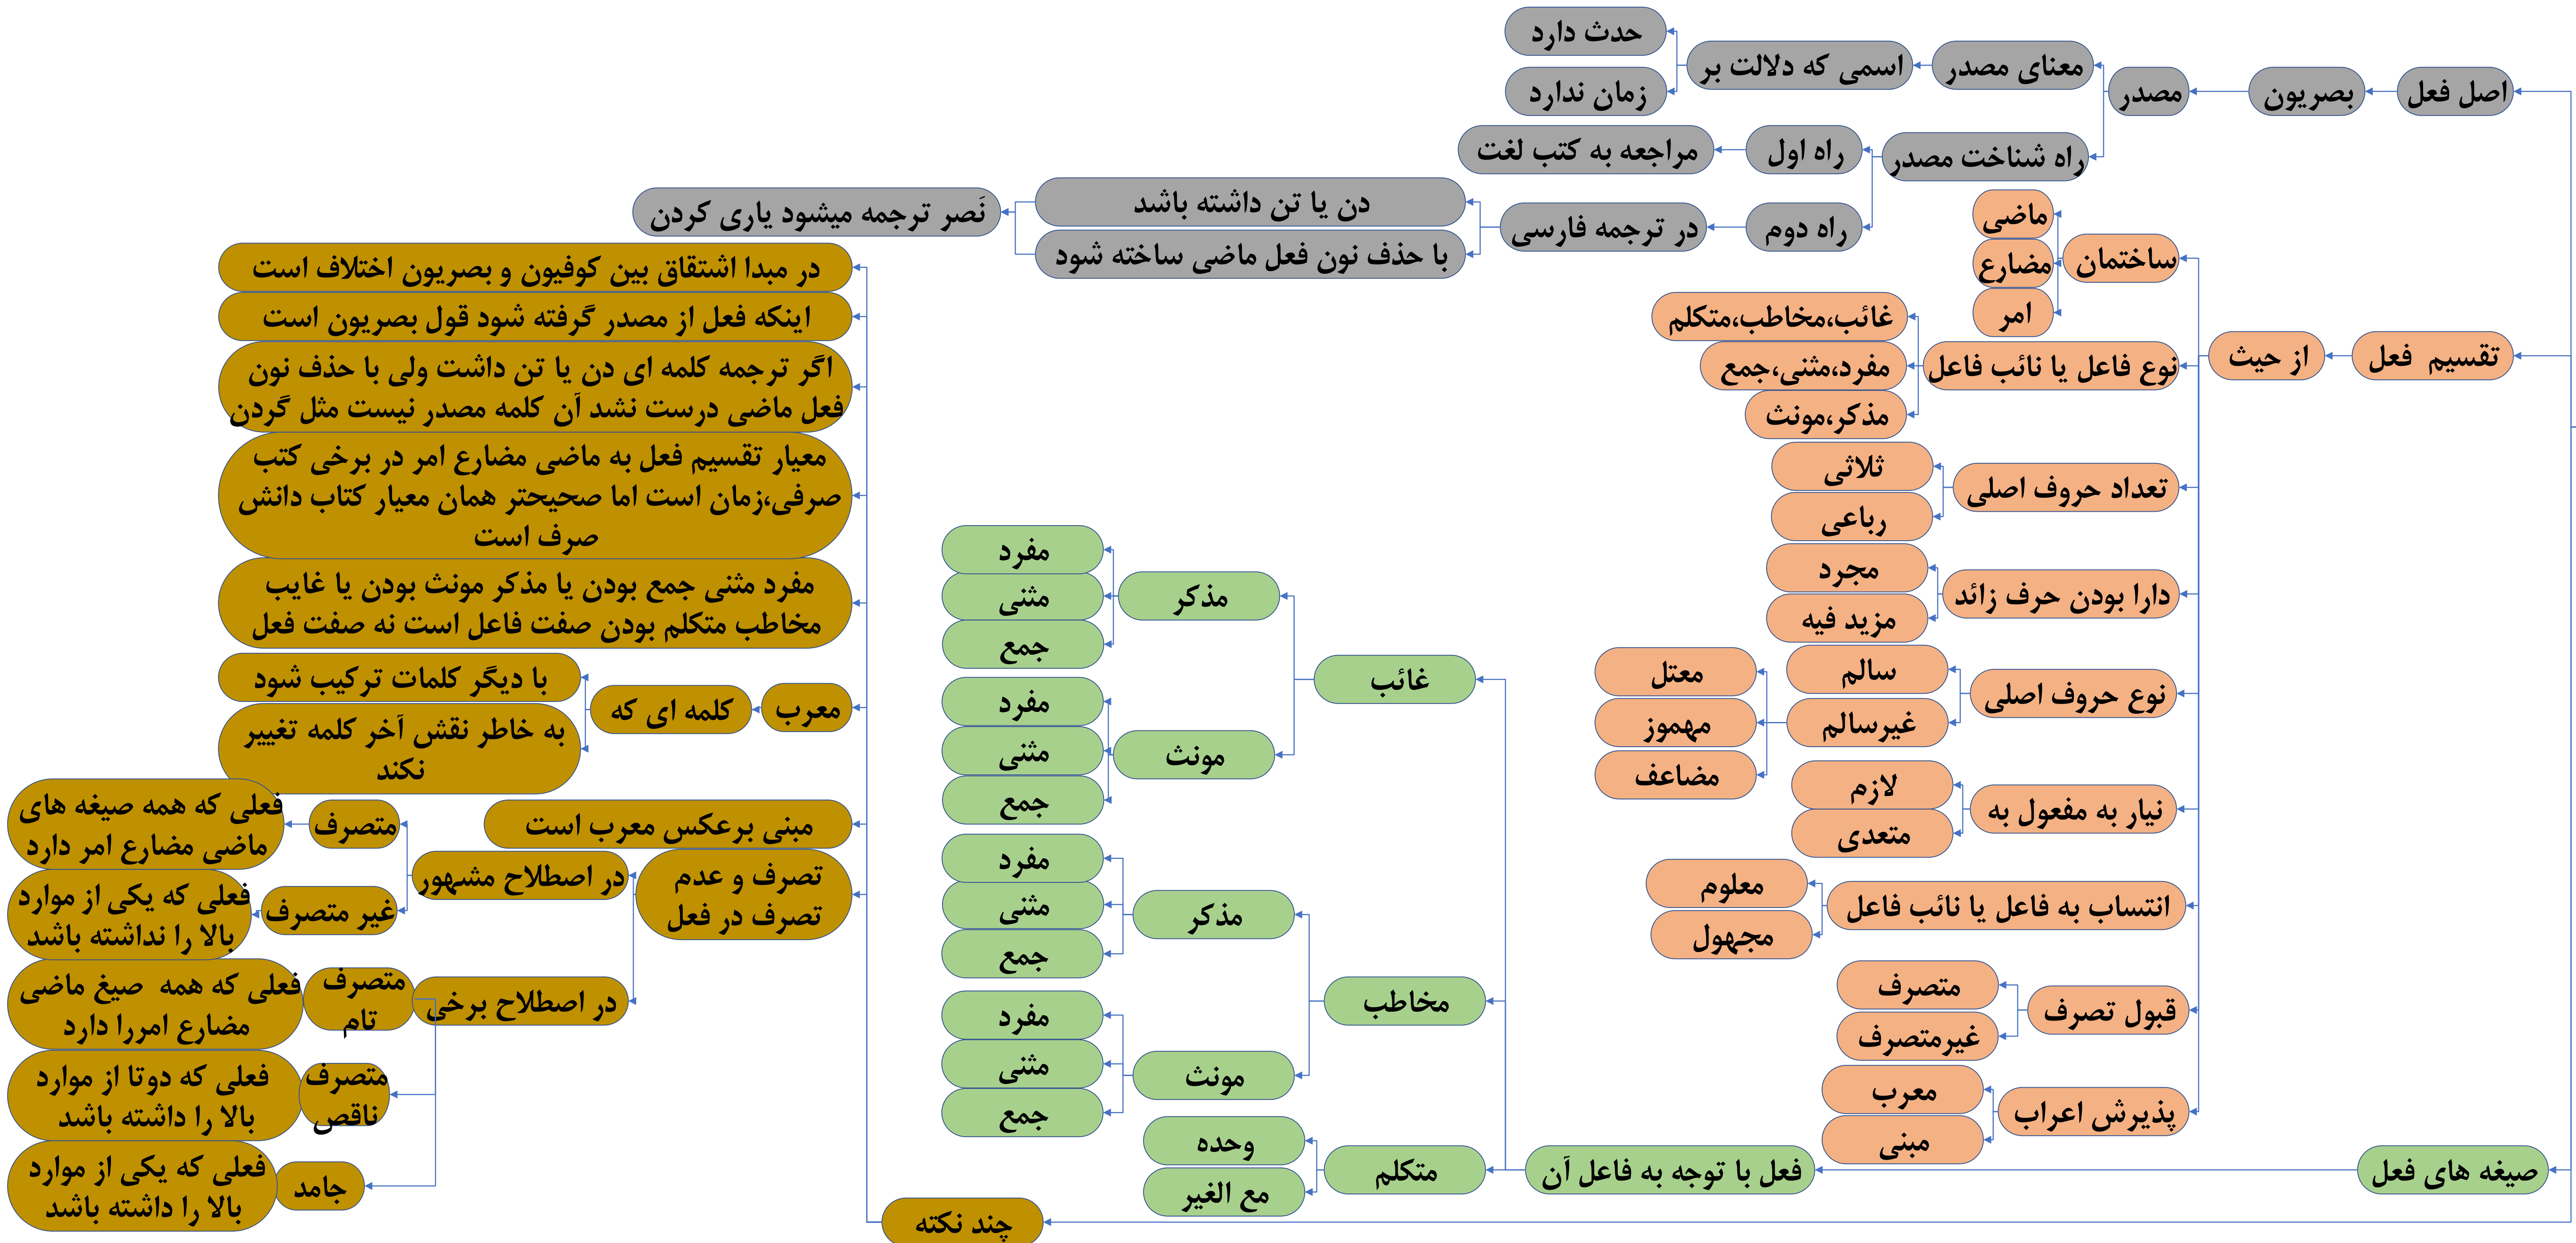 اصل فعل
بصریون
مصدر
معنای مصدر
اسمی که دلالت بر
حدث دارد
زمان ندارد
راه شناخت مصدر
راه اول
مراجعه به کتب لغت
راه دوم
در ترجمه فارسی
دن یا تن داشته باشد
با حذف نون فعل ماضی ساخته شود
نَصر ترجمه میشود یاری کردن
تقسیم فعل
از حیث
ساختمان
ماضی
مضارع
امر
نوع فاعل یا نائب فاعل
غائب،مخاطب،متکلم
مفرد،مثنی،جمع
مذکر،مونث
تعداد حروف اصلی
ثلاثی
رباعی
دارا بودن حرف زائد
مجرد
مزید فیه
نوع حروف اصلی
سالم
غیرسالم
معتل
مهموز
مضاعف
نیار به مفعول به
لازم
متعدی
انتساب به فاعل یا نائب فاعل
معلوم
مجهول
قبول تصرف
متصرف
غیرمتصرف
پذیرش اعراب
معرب
مبنی
صیغه های فعل
فعل با توجه به فاعل آن
غائب
مذکر
مفرد
مثنی
جمع
مونث
مفرد
مثنی
جمع
مخاطب
مذکر
مفرد
مثنی
جمع
مونث
مفرد
مثنی
جمع
متکلم
وحده
مع الغیر
چند نکته
در مبدا اشتقاق بین کوفیون و بصریون اختلاف است
اینکه فعل از مصدر گرفته شود قول بصریون است
اگر ترجمه کلمه ای دن یا تن داشت ولی با حذف نون
فعل ماضی درست نشد آن کلمه مصدر نیست مثل گردن
معیار تقسیم فعل به ماضی مضارع امر در برخی کتب
صرفی،زمان است اما صحیحتر همان معیار کتاب دانش
صرف است
مفرد مثنی جمع بودن یا مذکر مونث بودن یا غایب
مخاطب متکلم بودن صفت فاعل است نه صفت فعل
معرب
کلمه ای که
با دیگر کلمات ترکیب شود
به خاطر نقش آخر کلمه تغییر
نکند
مبنی برعکس معرب است
تصرف و عدم
تصرف در فعل
در اصطلاح مشهور
متصرف
فعلی که همه صیغه های
ماضی مضارع امر دارد
غیر متصرف
فعلی که یکی از موارد
بالا را نداشته باشد
در اصطلاح برخی
متصرف
تام
فعلی که همه صیغ ماضی
مضارع امررا دارد
متصرف
ناقص
فعلی که دوتا از موارد
بالا را داشته باشد
جامد
فعلی که یکی از موارد
بالا را داشته باشد